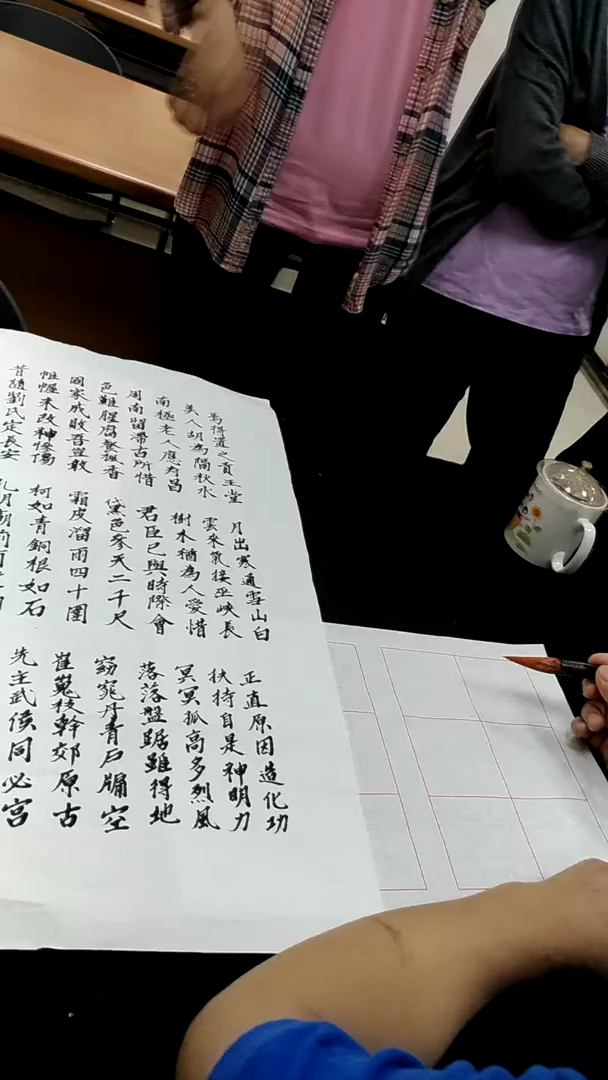 焉得置之貢玉堂
美人胡為隔秋水
南極老人應壽昌
周南留滯古所惜
色難腥腐餐楓香
國家成敗吾豈敢
帷幄未改神慘傷
昔隨劉氏定長安
月出寒通雪山白
雲來氣接巫峽長
樹木猶為人愛惜
君臣已與時際會
黛色參天二千尺
霜皮溜雨四十圍
柯如青銅根如石
正直原因造化功
扶持自是神明力
冥冥孤高多烈風
落落盤踞雖得地
窈窕丹青戶牖空
崔嵬枝幹郊原古
先主武侯同必宮